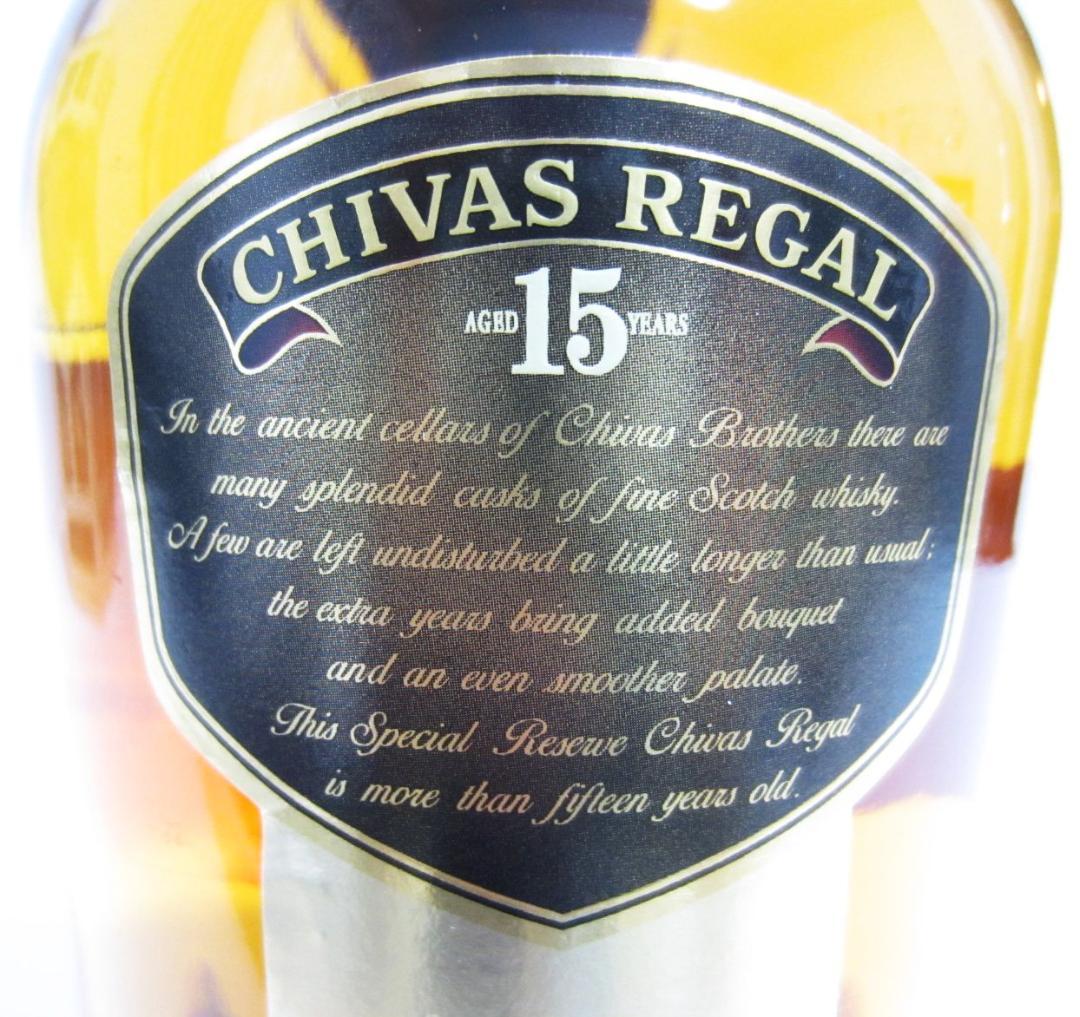 CHIVAS REGAL
AGED 15 YEARS
In the ancient cellars of Chivas Brothers there are
many splendid casks of fine Scotch whisky.
A few are left undisturbed a little longer than usual:
the extra years bring added bouquet
and an even smoother palate.
This Special Reserve Chivas Regal
is more than fifteen years old.